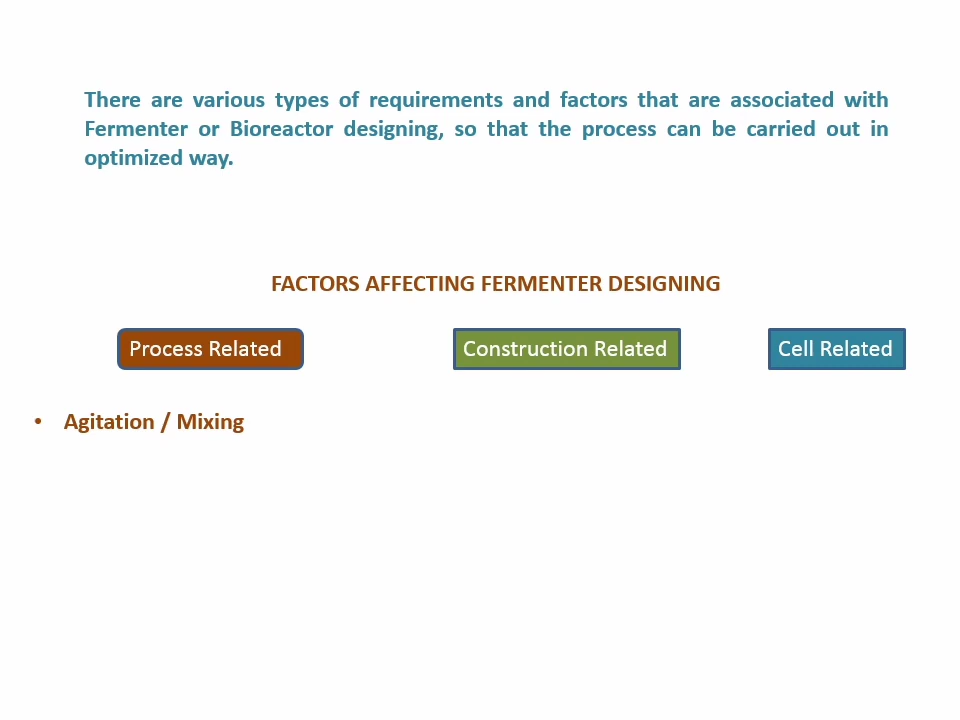 There are various types of requirements and factors that are associated with
Fermenter or Bioreactor designing, so that the process can be carried out in
optimized way.
FACTORS AFFECTING FERMENTER DESIGNING
Process Related
Construction Related
Cell Related
• Agitation / Mixing